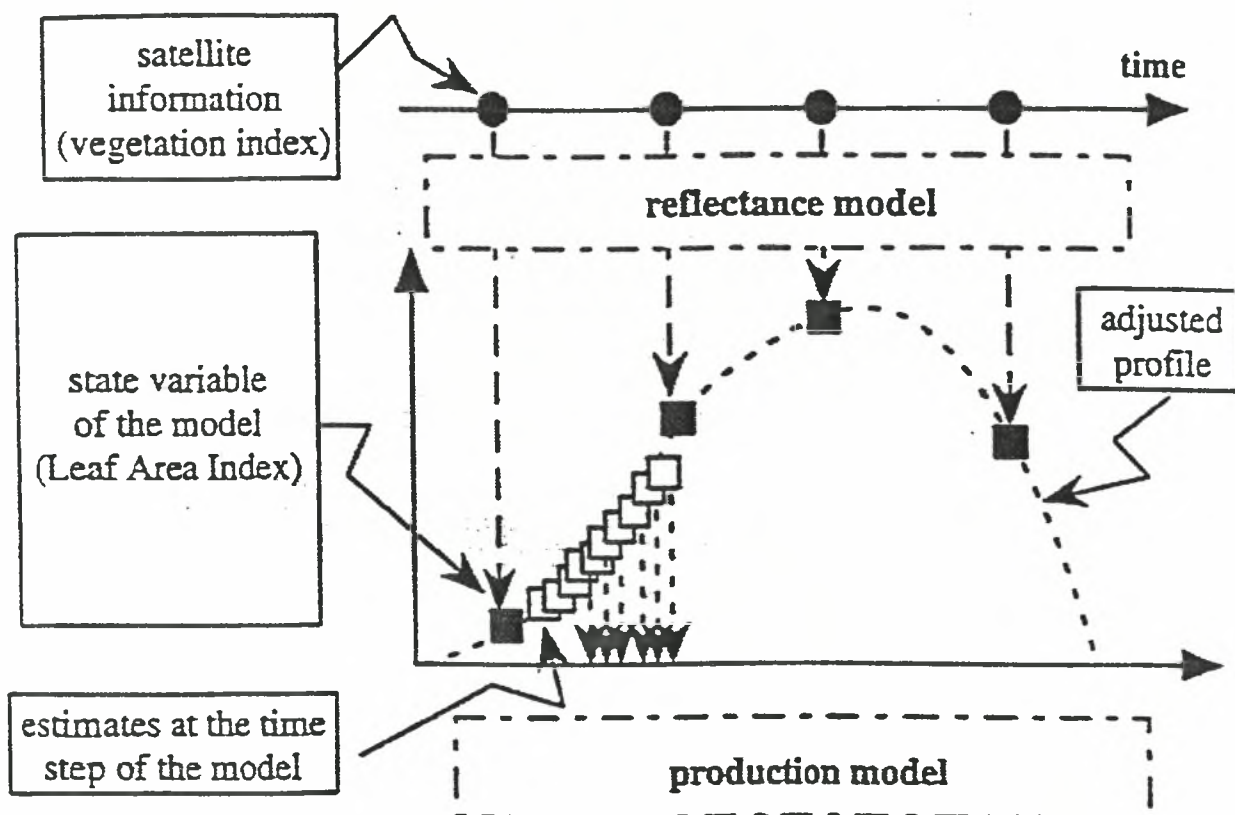 satellite
information
(vegetation index)
time
reflectance model
state variable
of the model
(Leaf Area Index)
adjusted
profile
estimates at the time
step of the model
production model